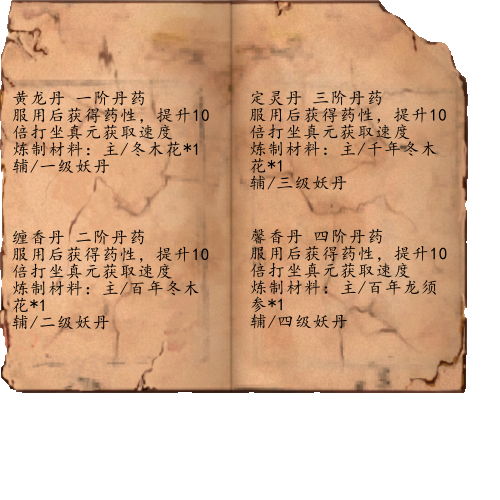 黄龙丹 一阶丹药
服用后获得药性，提升10
倍打坐真元获取速度
炼制材料：主/冬木花*1
辅/一级妖丹
缠香丹 二阶丹药
服用后获得药性，提升10
倍打坐真元获取速度
炼制材料：主/百年冬木
花*1
辅/二级妖丹
定灵丹 三阶丹药
服用后获得药性，提升10
倍打坐真元获取速度
炼制材料：主/千年冬木
花*1
辅/三级妖丹
馨香丹 四阶丹药
服用后获得药性，提升10
倍打坐真元获取速度
炼制材料：主/百年龙须
参*1
辅/四级妖丹